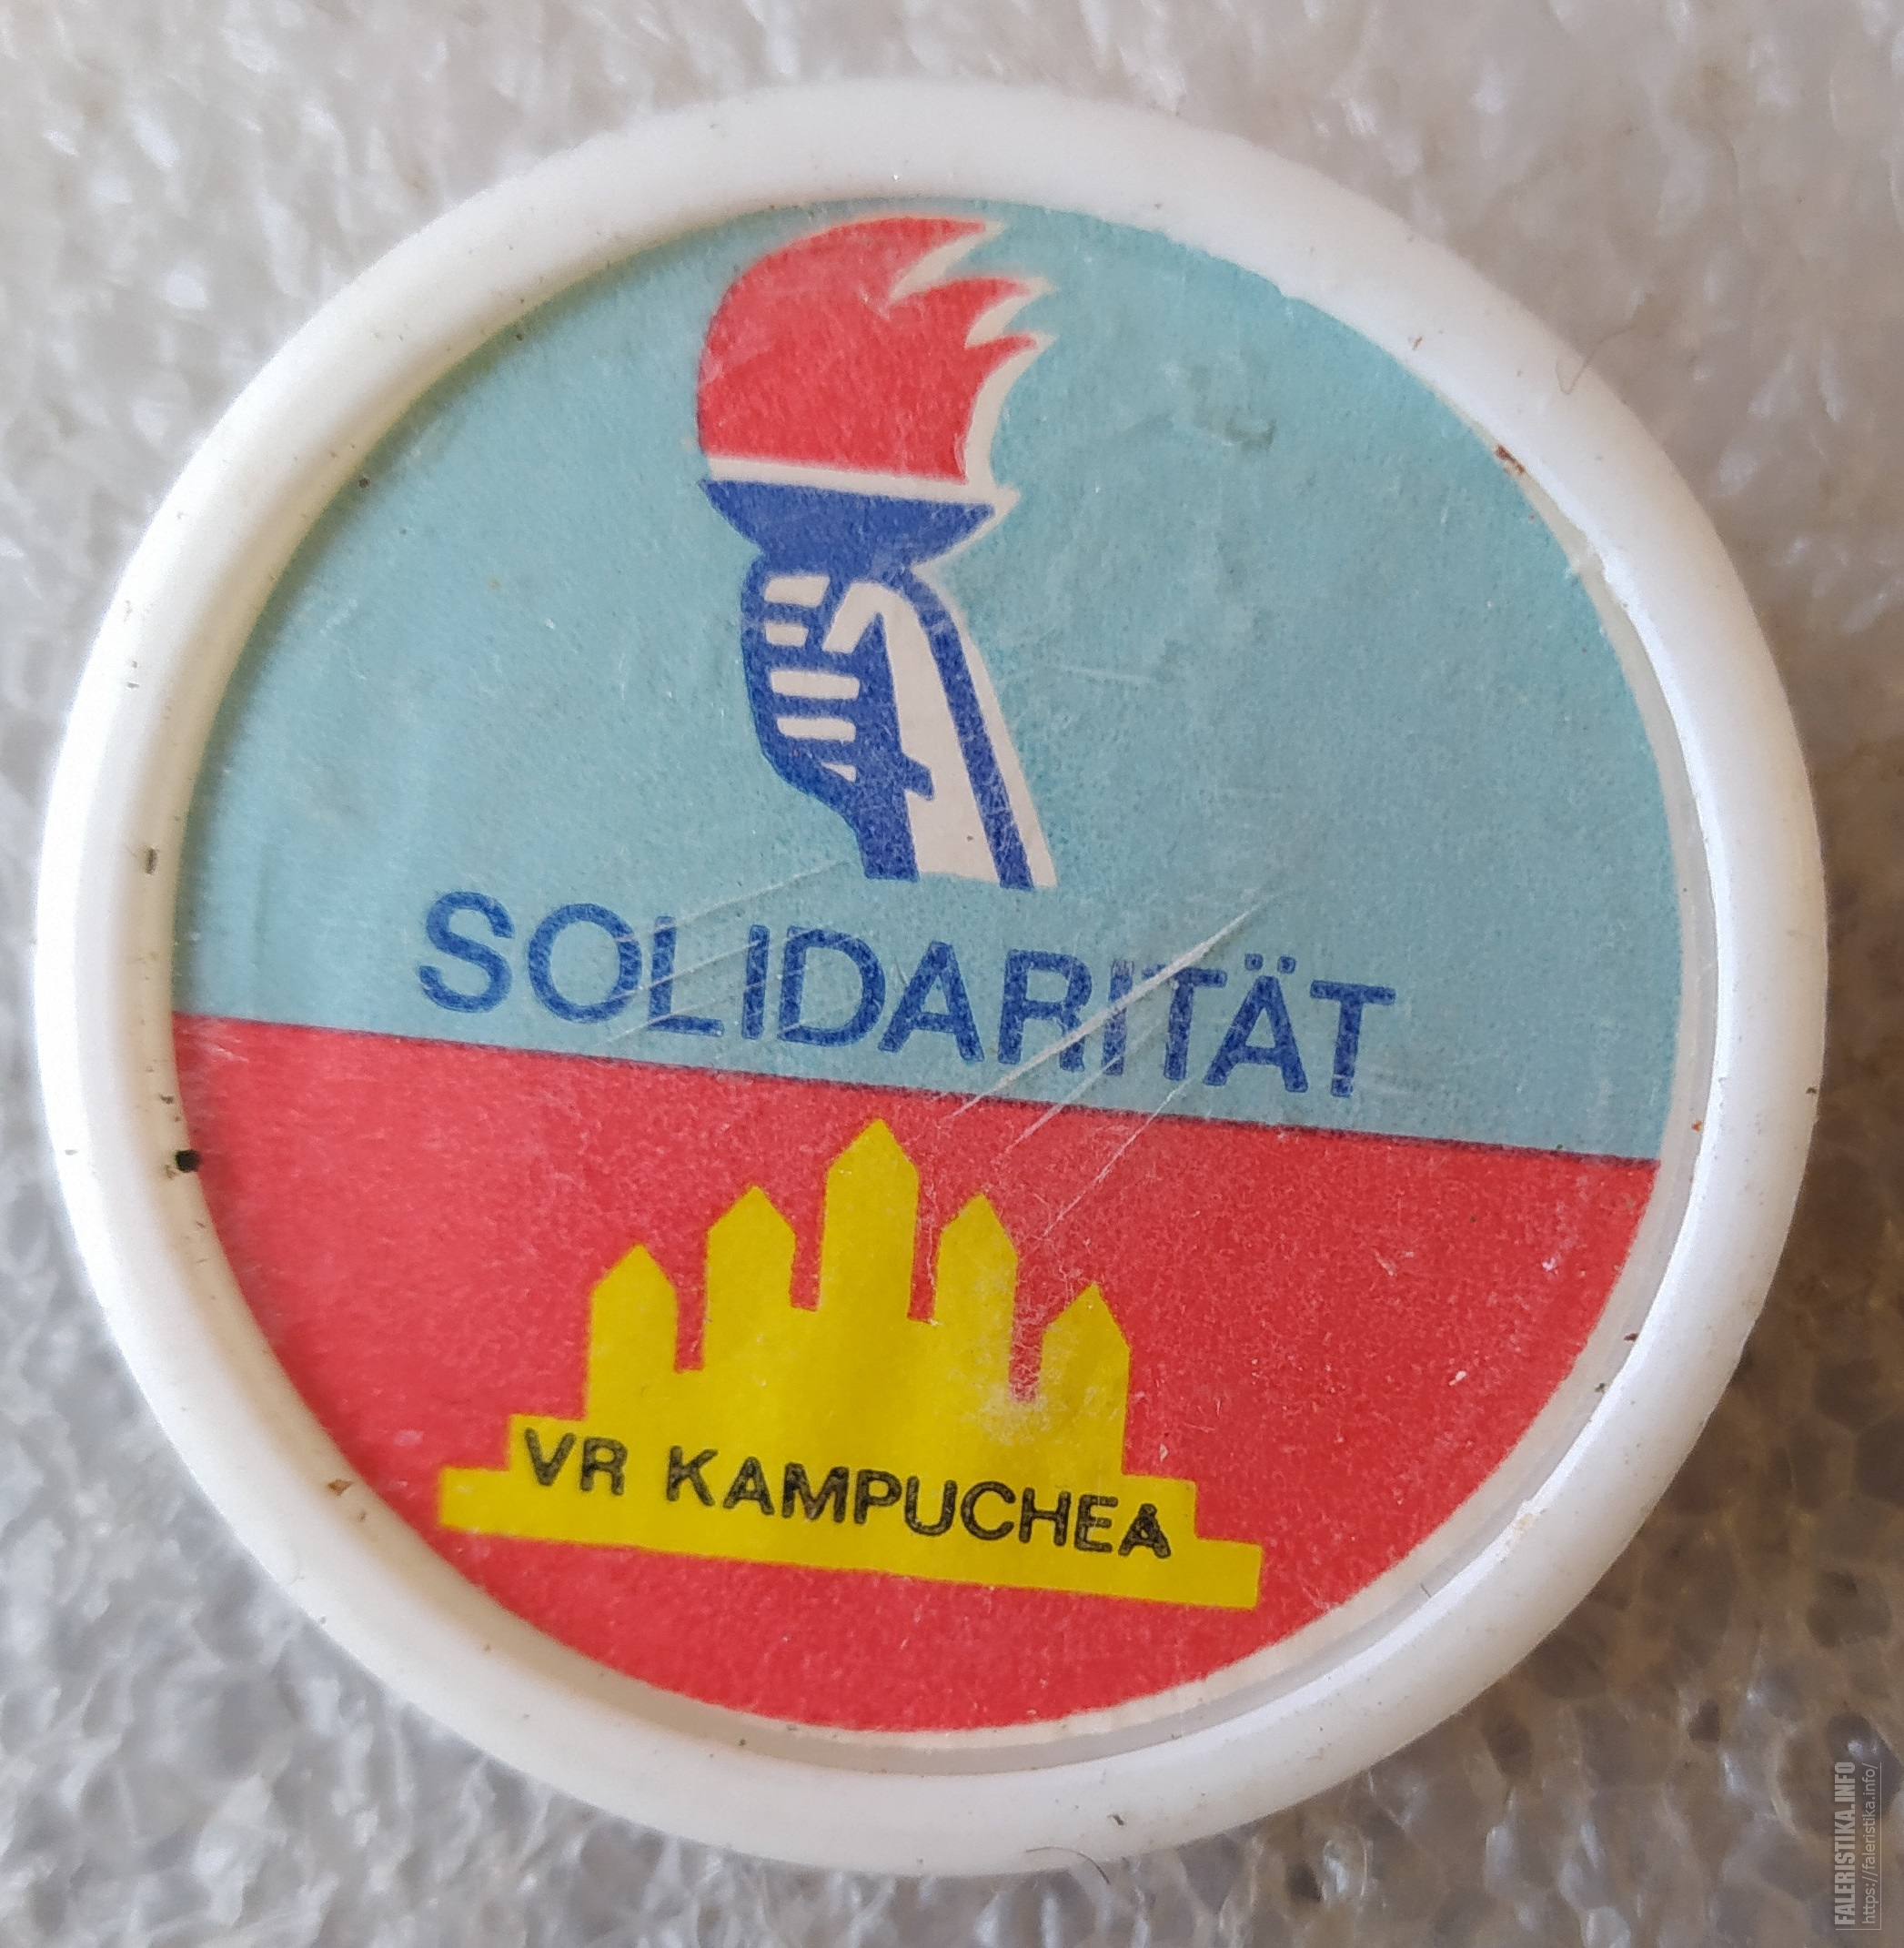 SOLIDARITÄT
VR KAMPUCHEA
FALERISTIKA.INFO
https://faleristika.info/